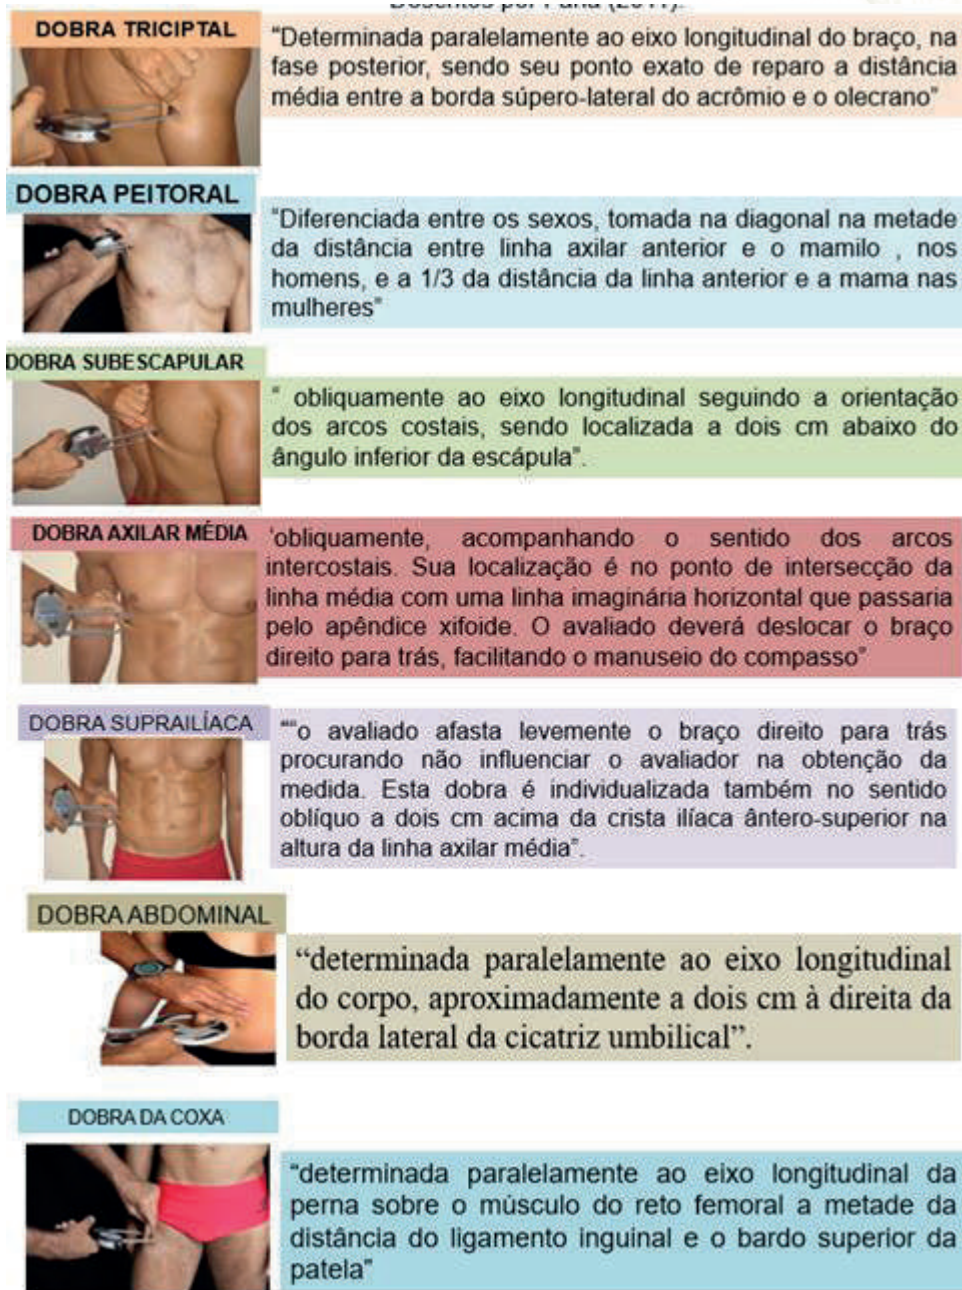 DOBRA TRICIPTAL
“Determinada paralelamente ao eixo longitudinal do braço, na
fase posterior, sendo seu ponto exato de reparo a distância
média entre a borda súpero-lateral do acrômio e o olecrano”
DOBRA PEITORAL
“Diferenciada entre os sexos, tomada na diagonal na metade
da distância entre linha axilar anterior e o mamilo , nos
homens, e a 1/3 da distância da linha anterior e a mama nas
mulheres”
DOBRA SUBESCAPULAR
“ obliquamente ao eixo longitudinal seguindo a orientação
dos arcos costais, sendo localizada a dois cm abaixo do
ângulo inferior da escápula”.
DOBRA AXILAR MÉDIA
‘obliquamente, acompanhando o sentido dos arcos
intercostais. Sua localização é no ponto de intersecção da
linha média com uma linha imaginária horizontal que passaria
pelo apêndice xifoide. O avaliado deverá deslocar o braço
direito para trás, facilitando o manuseio do compasso”
DOBRA SUPRAILÍACA
““o avaliado afasta levemente o braço direito para trás
procurando não influenciar o avaliador na obtenção da
medida. Esta dobra é individualizada também no sentido
oblíquo a dois cm acima da crista ilíaca ântero-superior na
altura da linha axilar média”.
DOBRA ABDOMINAL
“determinada paralelamente ao eixo longitudinal
do corpo, aproximadamente a dois cm à direita da
borda lateral da cicatriz umbilical”.
DOBRA DA COXA
“determinada paralelamente ao eixo longitudinal da
perna sobre o músculo do reto femoral a metade da
distância do ligamento inguinal e o bardo superior da
patela”